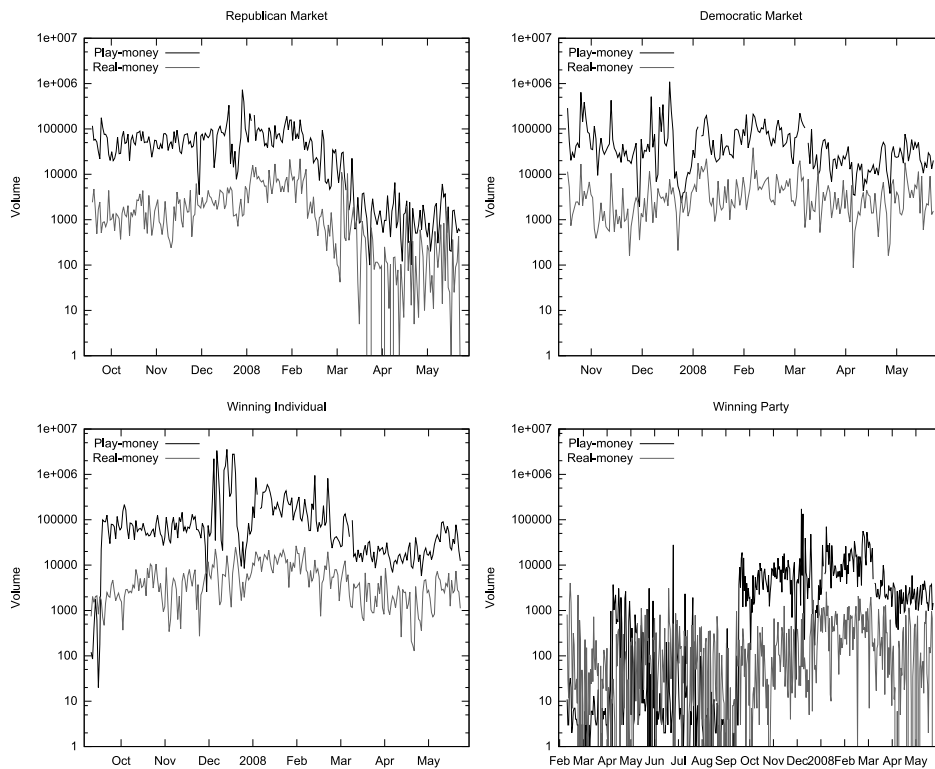 Republican Market
1e+007
1e+006
100000
10000
1000
100
10
1
Volume
Play-money
Real-money
Oct Nov Dec 2008 Feb Mar Apr May
Democratic Market
1e+007
1e+006
100000
10000
1000
100
10
1
Volume
Play-money
Real-money
Nov Dec 2008 Feb Mar Apr May
Winning Individual
1e+007
1e+006
100000
10000
1000
100
10
1
Volume
Play-money
Real-money
Oct Nov Dec 2008 Feb Mar Apr May
Winning Party
1e+007
1e+006
100000
10000
1000
100
10
1
Volume
Play-money
Real-money
Feb Mar Apr May Jun Jul Aug Sep Oct Nov Dec 2008 Feb Mar Apr May